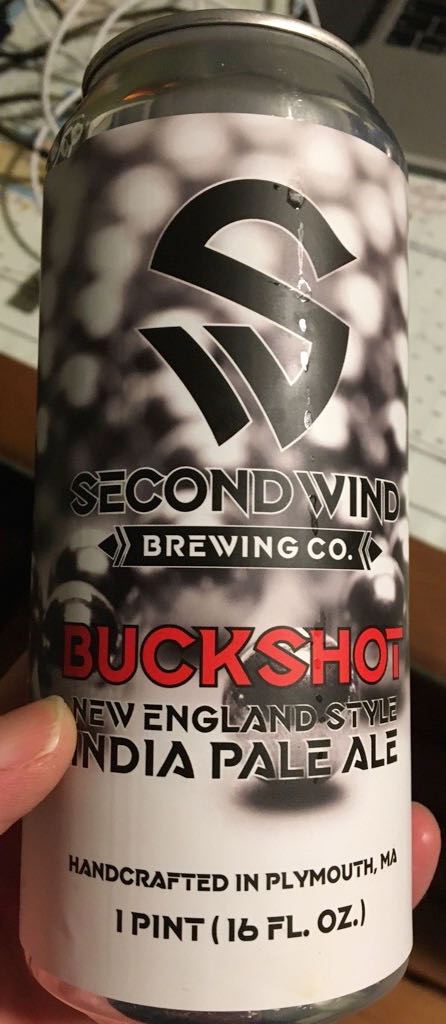 SW
SECOND WIND
BREWING CO.
BUCKSHOT
NEW ENGLAND STYLE
INDIA PALE ALE
HANDCRAFTED IN PLYMOUTH, MA
1 PINT (16 FL. OZ.)